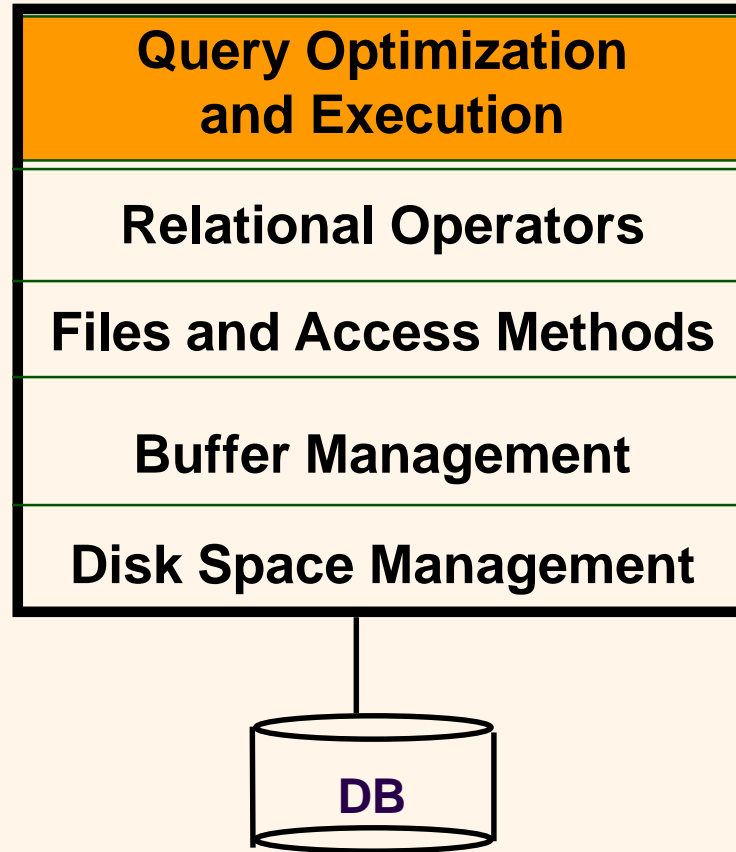 Query Optimization
and Execution
Relational Operators
Files and Access Methods
Buffer Management
Disk Space Management
DB